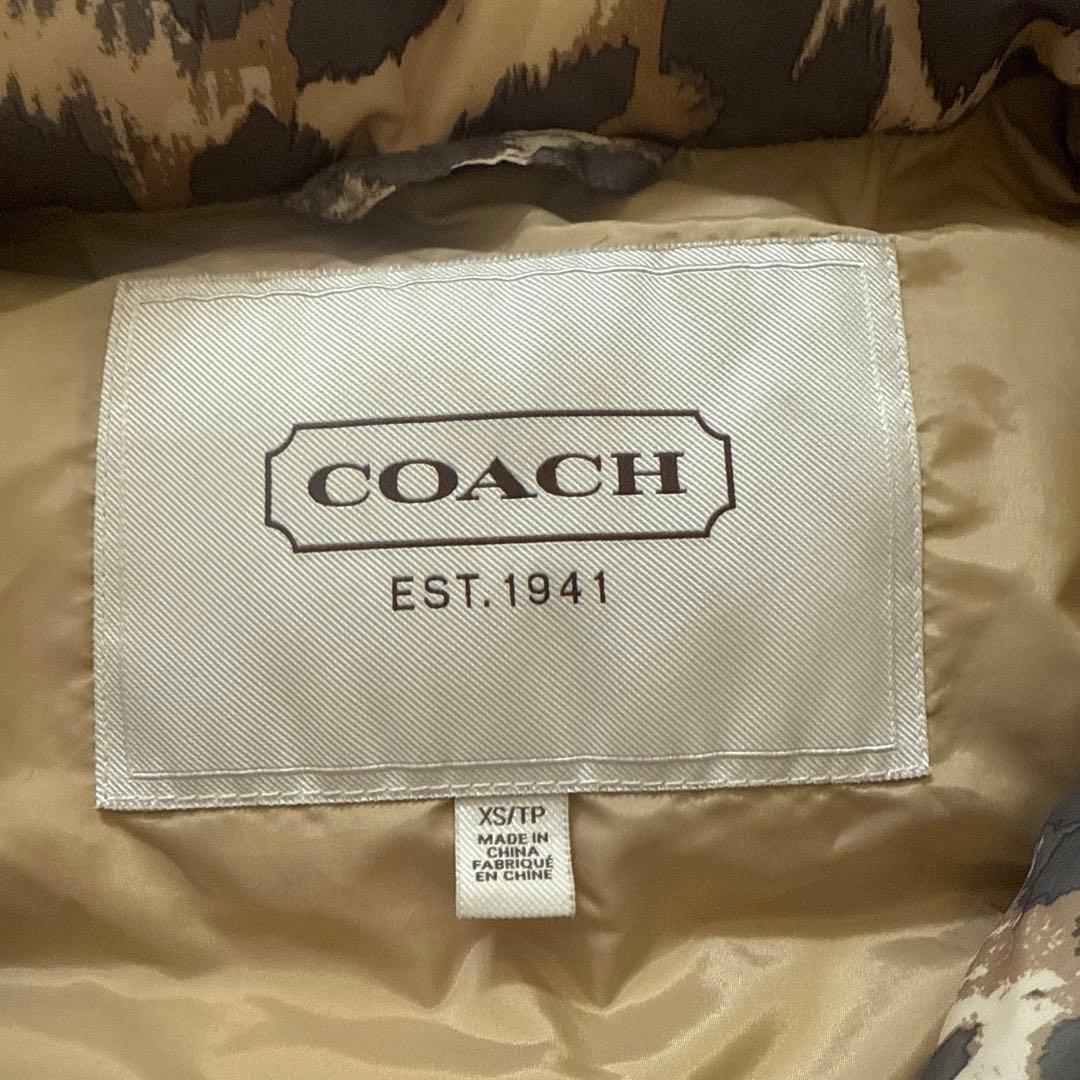 COACH
EST. 1941
XS/TP
MADE IN
CHINA
FABRIQUÉ
EN CHINE